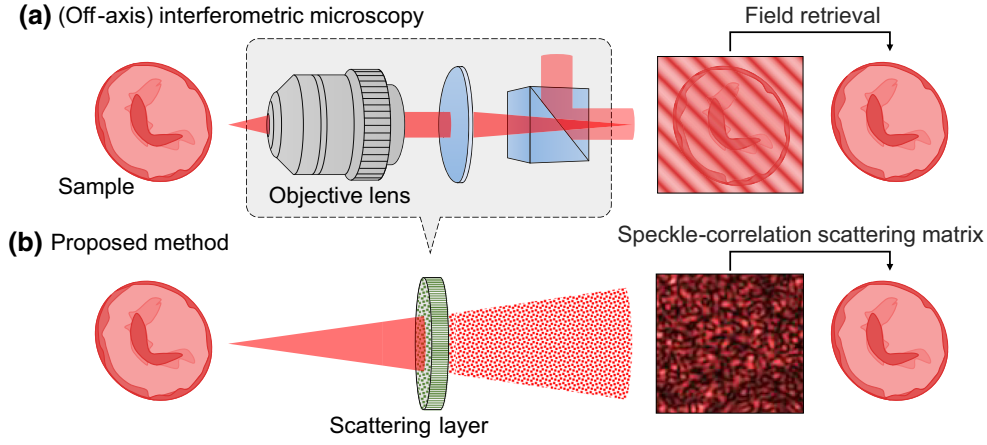 (a) (Off-axis) interferometric microscopy
Field retrieval
Sample
Objective lens
(b) Proposed method
Speckle-correlation scattering matrix
Scattering layer